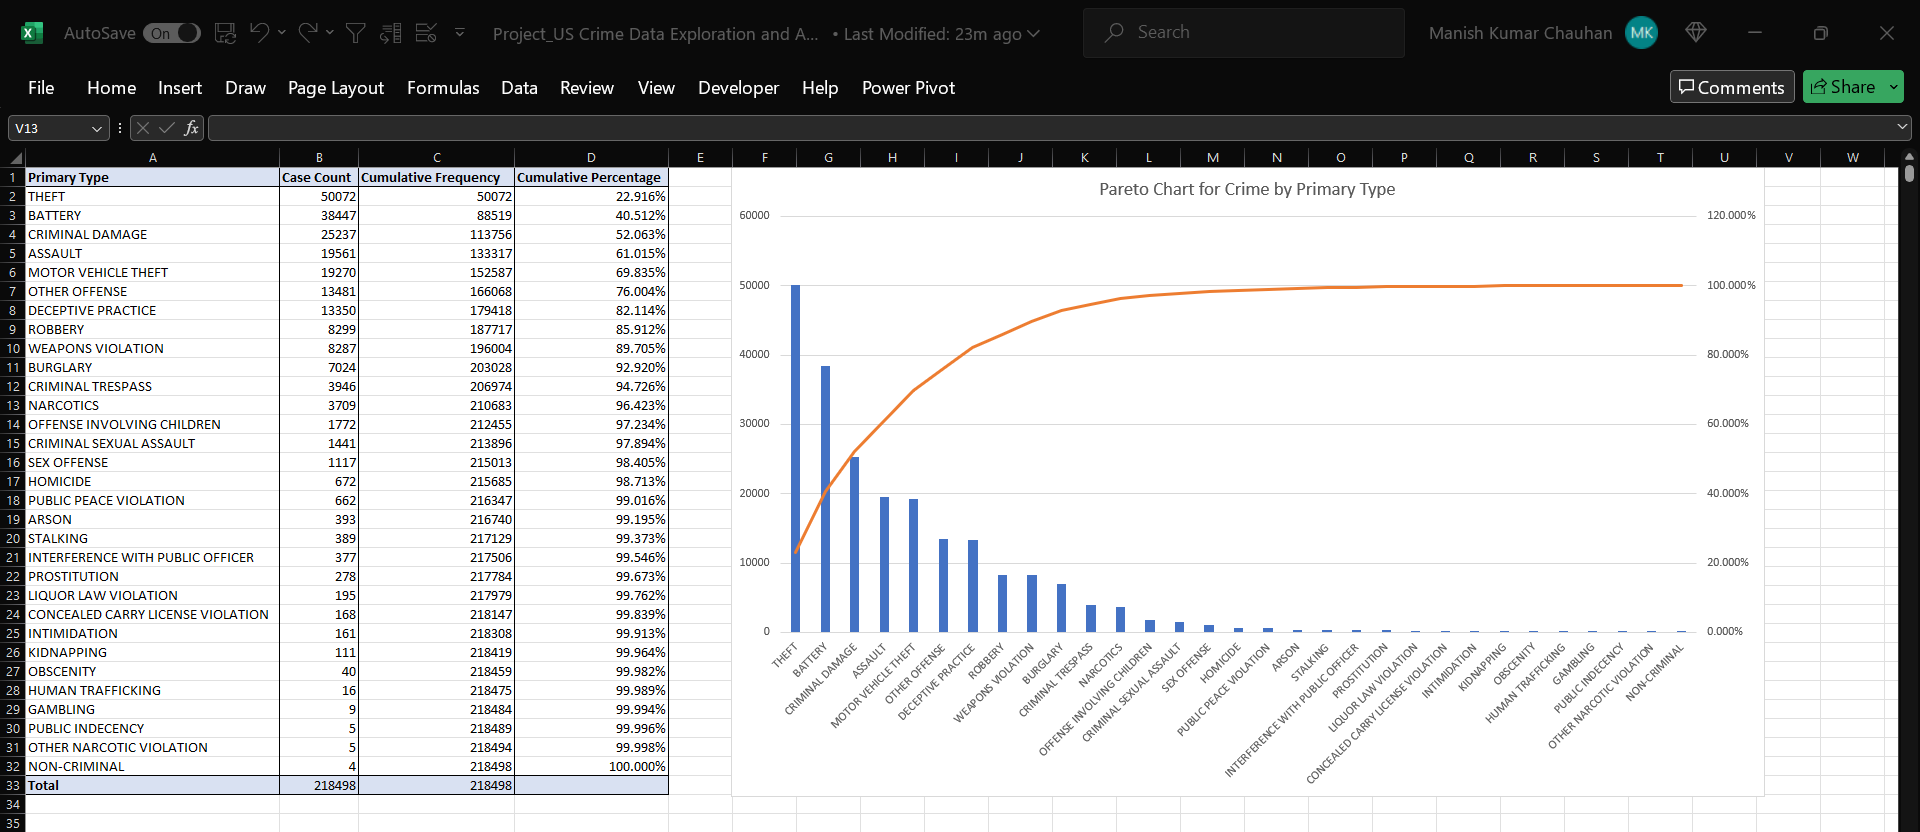 AutoSave On Project_US Crime Data Exploration and A... • Last Modified: 23m ago Search Manish Kumar Chauhan MK
File Home Insert Draw Page Layout Formulas Data Review View Developer Help Power Pivot Comments Share
V13 fx
A B C D E F G H I J K L M N O P Q R S T U V W
1 Primary Type Case Count Cumulative Frequency Cumulative Percentage
2 THEFT 50072 50072 22.916%
3 BATTERY 38447 88519 40.512%
4 CRIMINAL DAMAGE 25237 113756 52.063%
5 ASSAULT 19561 133317 61.015%
6 MOTOR VEHICLE THEFT 19270 152587 69.835%
7 OTHER OFFENSE 13481 166068 76.004%
8 DECEPTIVE PRACTICE 13350 179418 82.114%
9 ROBBERY 8299 187717 85.912%
10 WEAPONS VIOLATION 8287 196004 89.705%
11 BURGLARY 7024 203028 92.920%
12 CRIMINAL TRESPASS 3946 206974 94.726%
13 NARCOTICS 3709 210683 96.423%
14 OFFENSE INVOLVING CHILDREN 1772 212455 97.234%
15 CRIMINAL SEXUAL ASSAULT 1441 213896 97.894%
16 SEX OFFENSE 1117 215013 98.405%
17 HOMICIDE 672 215685 98.713%
18 PUBLIC PEACE VIOLATION 662 216347 99.016%
19 ARSON 393 216740 99.195%
20 STALKING 389 217129 99.373%
21 INTERFERENCE WITH PUBLIC OFFICER 377 217506 99.546%
22 PROSTITUTION 278 217784 99.673%
23 LIQUOR LAW VIOLATION 195 217979 99.762%
24 CONCEALED CARRY LICENSE VIOLATION 168 218147 99.839%
25 INTIMIDATION 161 218308 99.913%
26 KIDNAPPING 111 218419 99.964%
27 OBSCENITY 40 218459 99.982%
28 HUMAN TRAFFICKING 16 218475 99.989%
29 GAMBLING 9 218484 99.994%
30 PUBLIC INDECENCY 5 218489 99.996%
31 OTHER NARCOTIC VIOLATION 5 218494 99.998%
32 NON-CRIMINAL 4 218498 100.000%
33 Total 218498 218498
34
35
Pareto Chart for Crime by Primary Type
60000 120.000%
50000 100.000%
40000 80.000%
30000 60.000%
20000 40.000%
10000 20.000%
0 0.000%
THEFT
BATTERY
CRIMINAL DAMAGE
ASSAULT
MOTOR VEHICLE THEFT
OTHER OFFENSE
DECEPTIVE PRACTICE
ROBBERY
WEAPONS VIOLATION
BURGLARY
CRIMINAL TRESPASS
NARCOTICS
OFFENSE INVOLVING CHILDREN
CRIMINAL SEXUAL ASSAULT
SEX OFFENSE
HOMICIDE
PUBLIC PEACE VIOLATION
ARSON
STALKING
INTERFERENCE WITH PUBLIC OFFICER
PROSTITUTION
LIQUOR LAW VIOLATION
CONCEALED CARRY LICENSE VIOLATION
INTIMIDATION
KIDNAPPING
OBSCENITY
HUMAN TRAFFICKING
GAMBLING
PUBLIC INDECENCY
OTHER NARCOTIC VIOLATION
NON-CRIMINAL